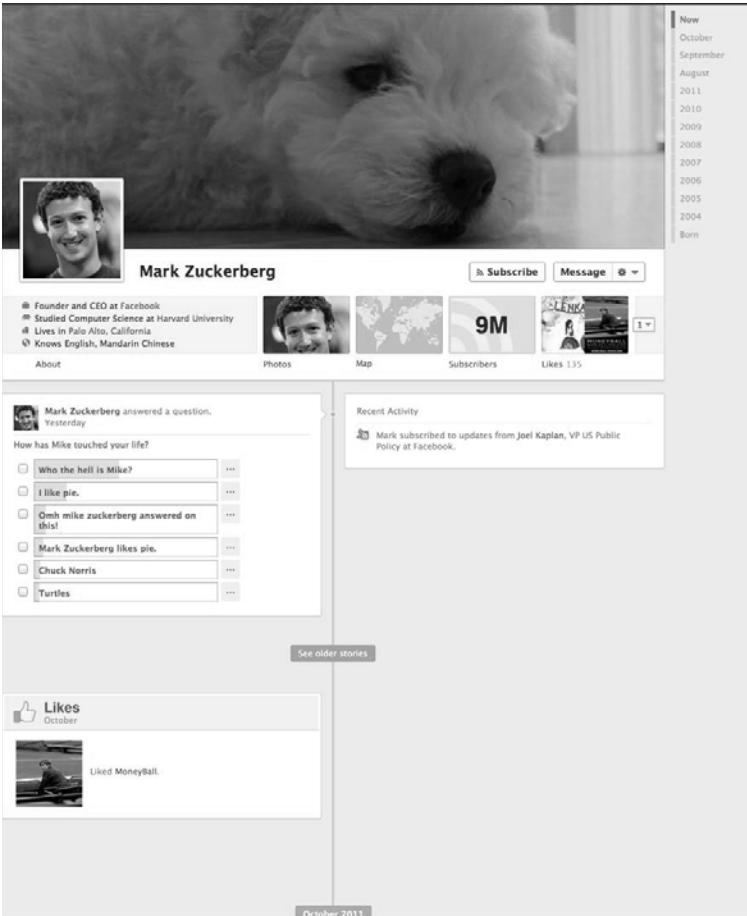 Now
October
September
August
2011
2010
2009
2008
2007
2006
2005
2004
Born
Mark Zuckerberg
Subscribe
Message
Founder and CEO at Facebook
Studied Computer Science at Harvard University
Lives in Palo Alto, California
Knows English, Mandarin Chinese
About
Photos
Map
9M
Subscribers
LENKA
MONEYBALL
Likes 135
1
Mark Zuckerberg answered a question.
Yesterday
How has Mike touched your life?
Who the hell is Mike?
I like pie.
Omh mike zuckerberg answered on
this!
Mark Zuckerberg likes pie.
Chuck Norris
Turtles
Recent Activity
Mark subscribed to updates from Joel Kaplan, VP US Public
Policy at Facebook.
See older stories
Likes
October
Liked MoneyBall.
October 2011